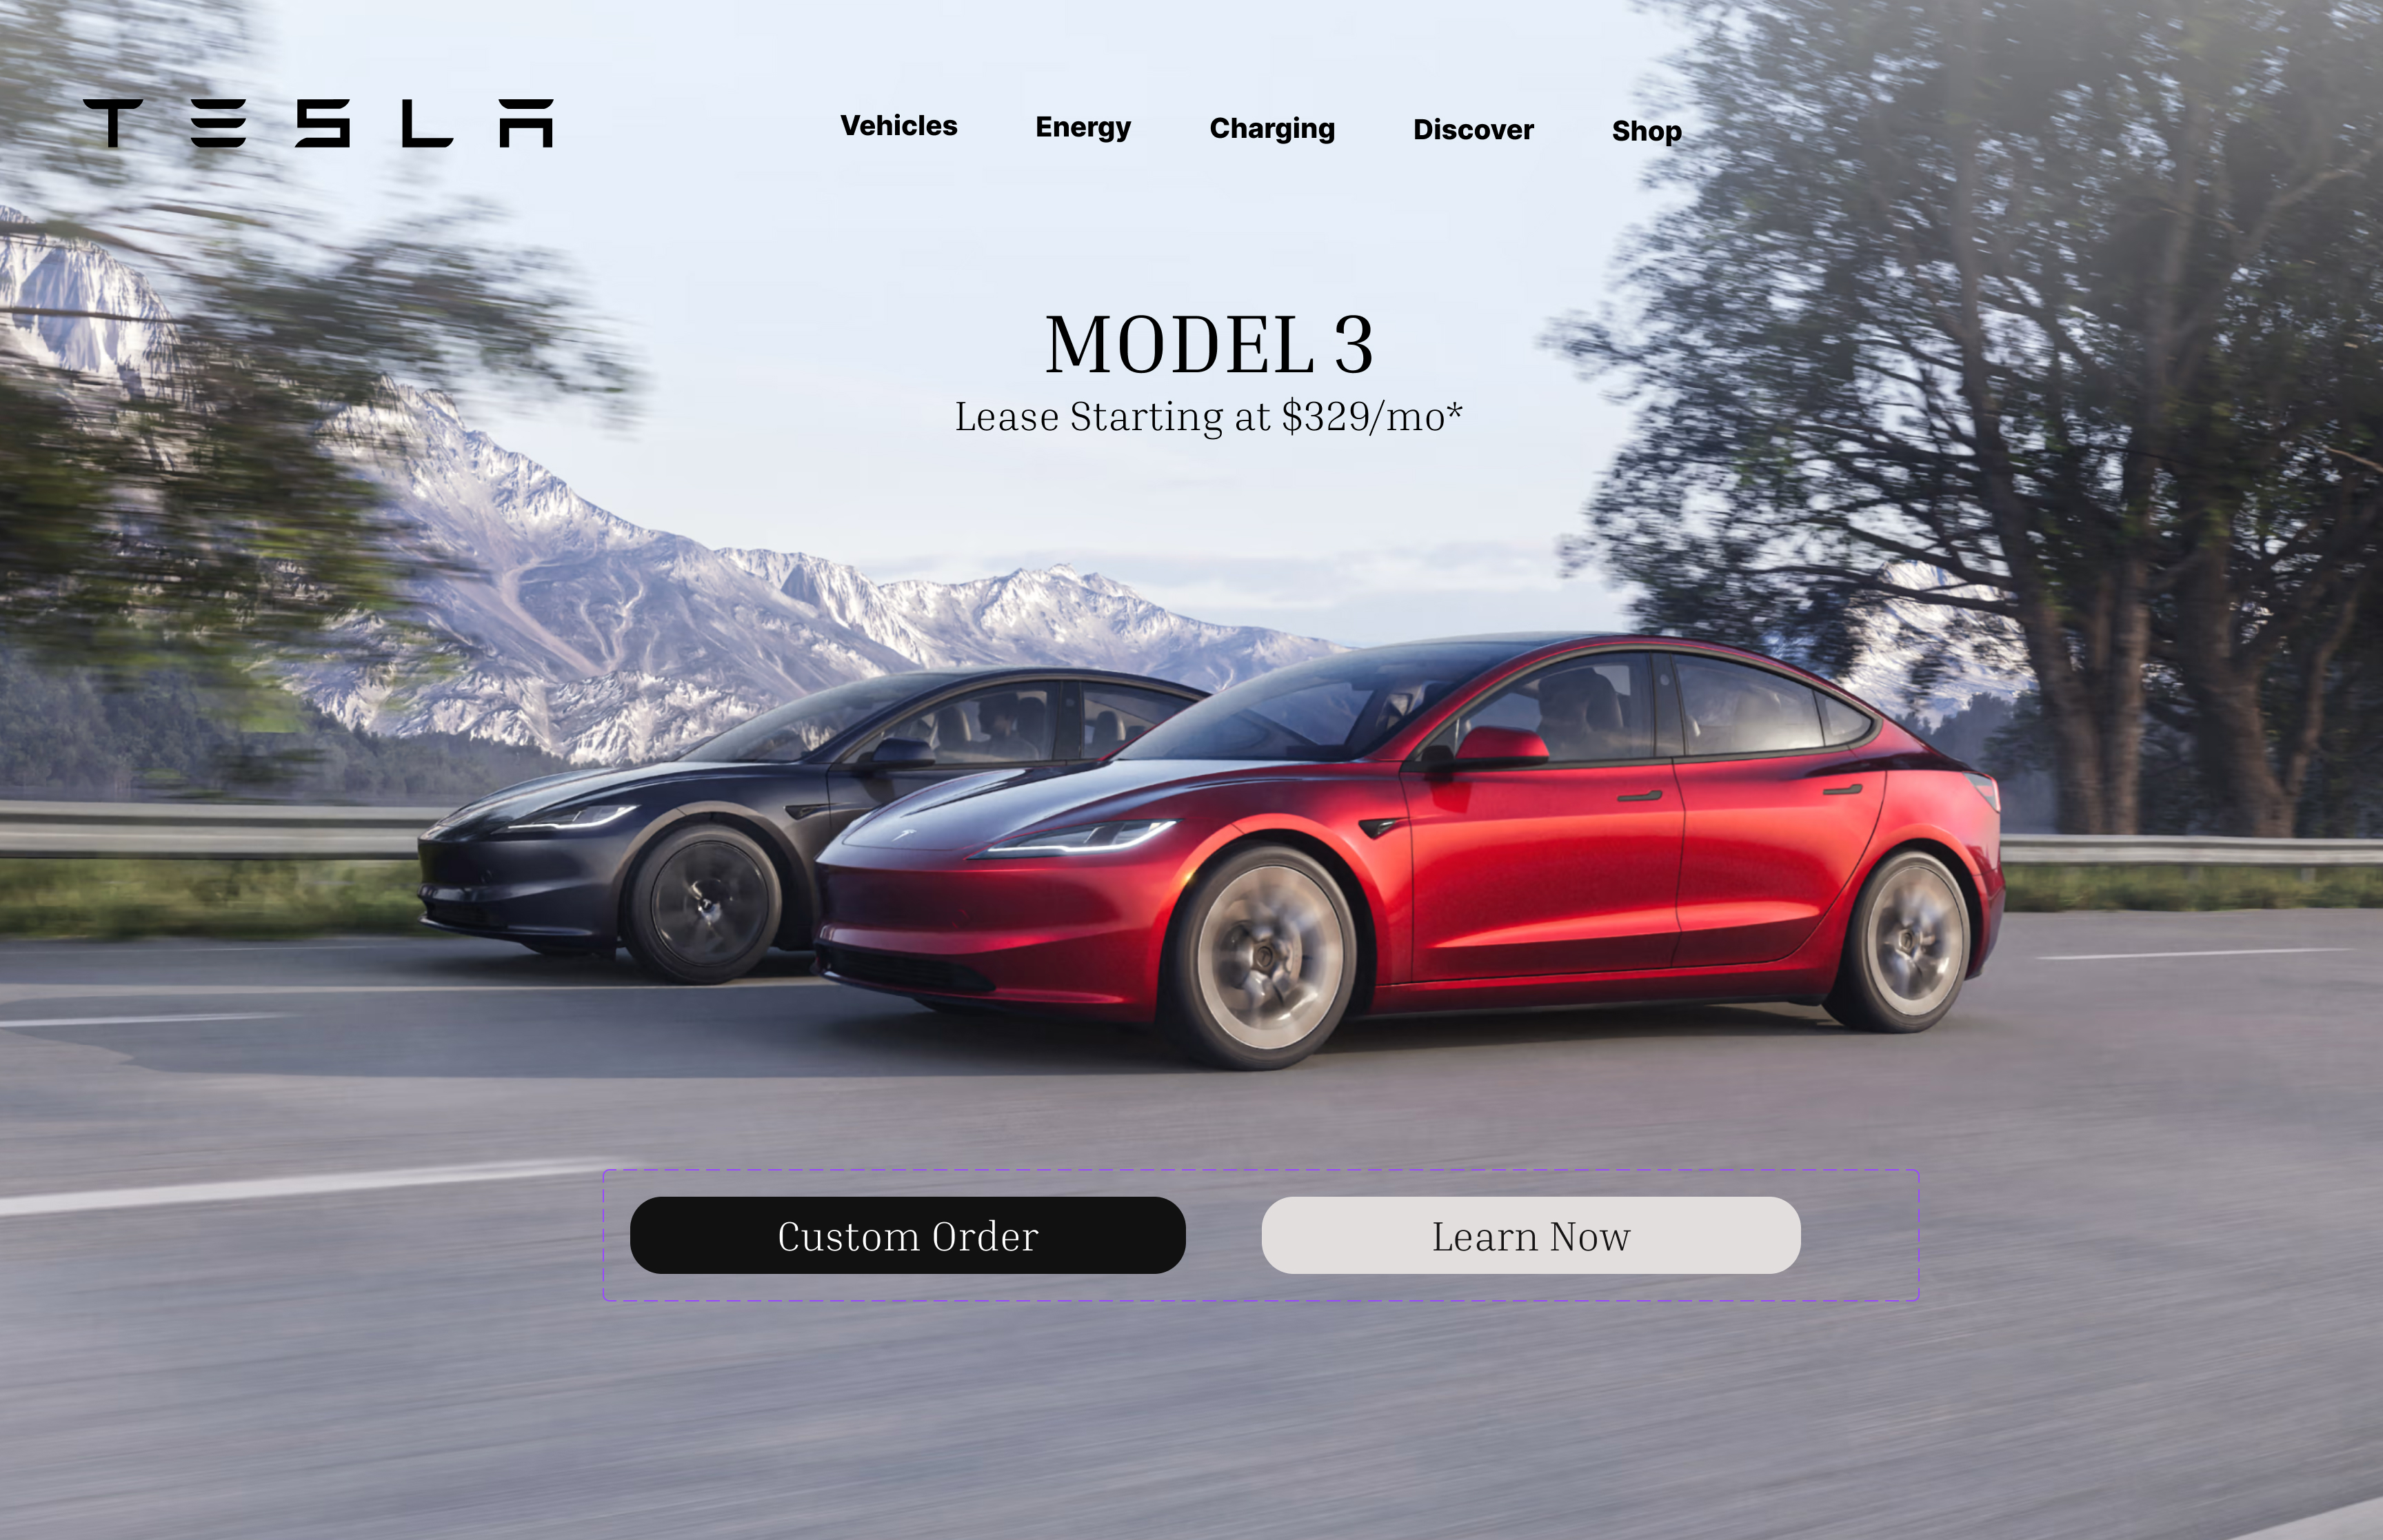 TESLA
Vehicles Energy Charging Discover Shop
MODEL 3
Lease Starting at $329/mo*
Custom Order
Learn Now